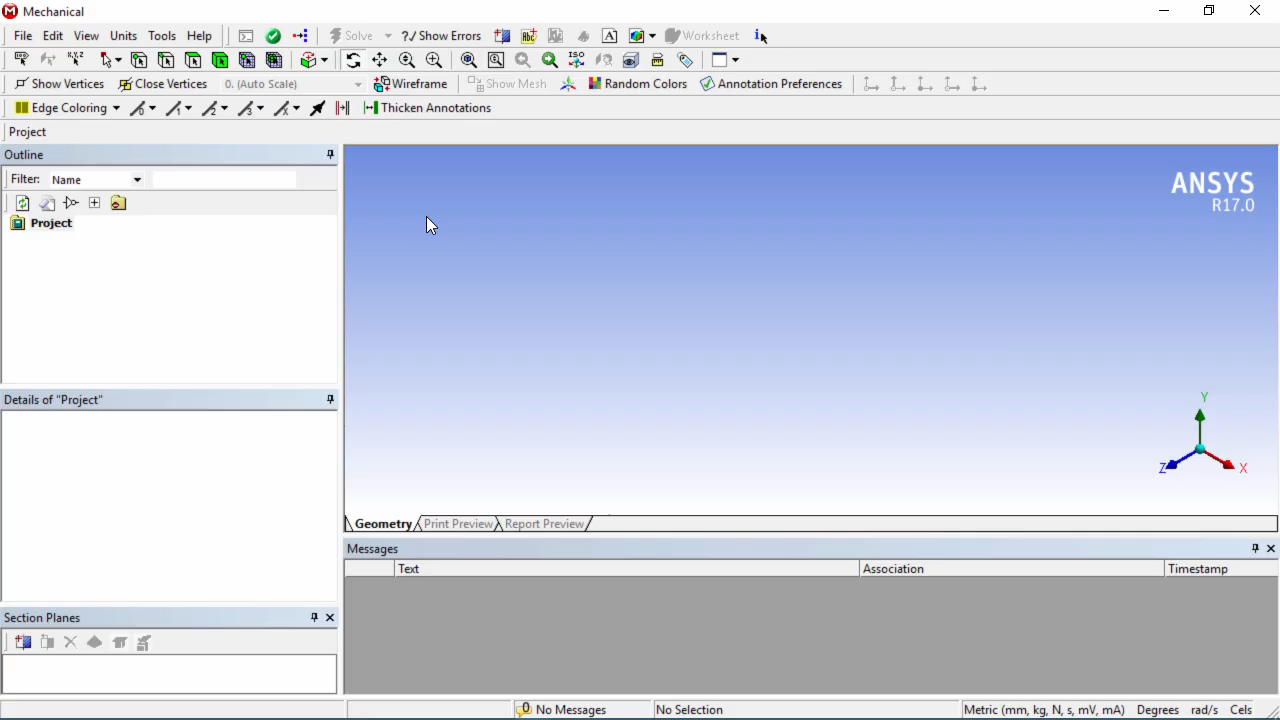 Mechanical
File Edit View Units Tools Help Solve ?/ Show Errors Worksheet
Show Vertices Close Vertices 0. (Auto Scale) Wireframe Show Mesh Random Colors Annotation Preferences
Edge Coloring Thicken Annotations
Project
Outline
Filter: Name
Project
Details of "Project"
Section Planes
ANSYS
R17.0
Y
Z X
Geometry Print Preview Report Preview
Messages
Text Association Timestamp
0 No Messages No Selection Metric (mm, kg, N, s, mV, mA) Degrees rad/s Cels